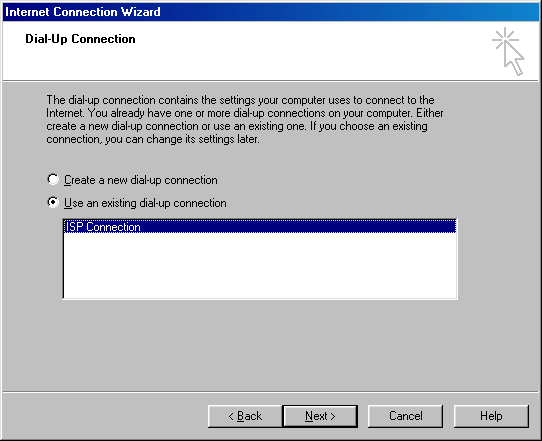 Internet Connection Wizard
Dial-Up Connection
The dial-up connection contains the settings your computer uses to connect to the
Internet. You already have one or more dial-up connections on your computer. Either
create a new dial-up connection or use an existing one. If you choose an existing
connection, you can change its settings later.
Create a new dial-up connection
Use an existing dial-up connection
ISP Connection
< Back Next > Cancel Help